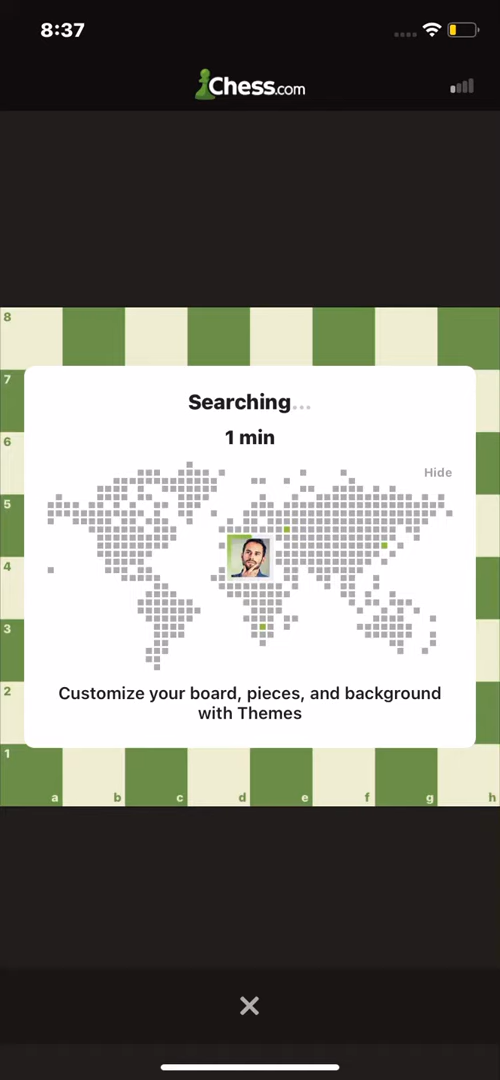 8:37
Chess.com
8
7
Searching...
1 min
6
Hide
5
4
3
Customize your board, pieces, and background
with Themes
2
1
a b c d e f g h